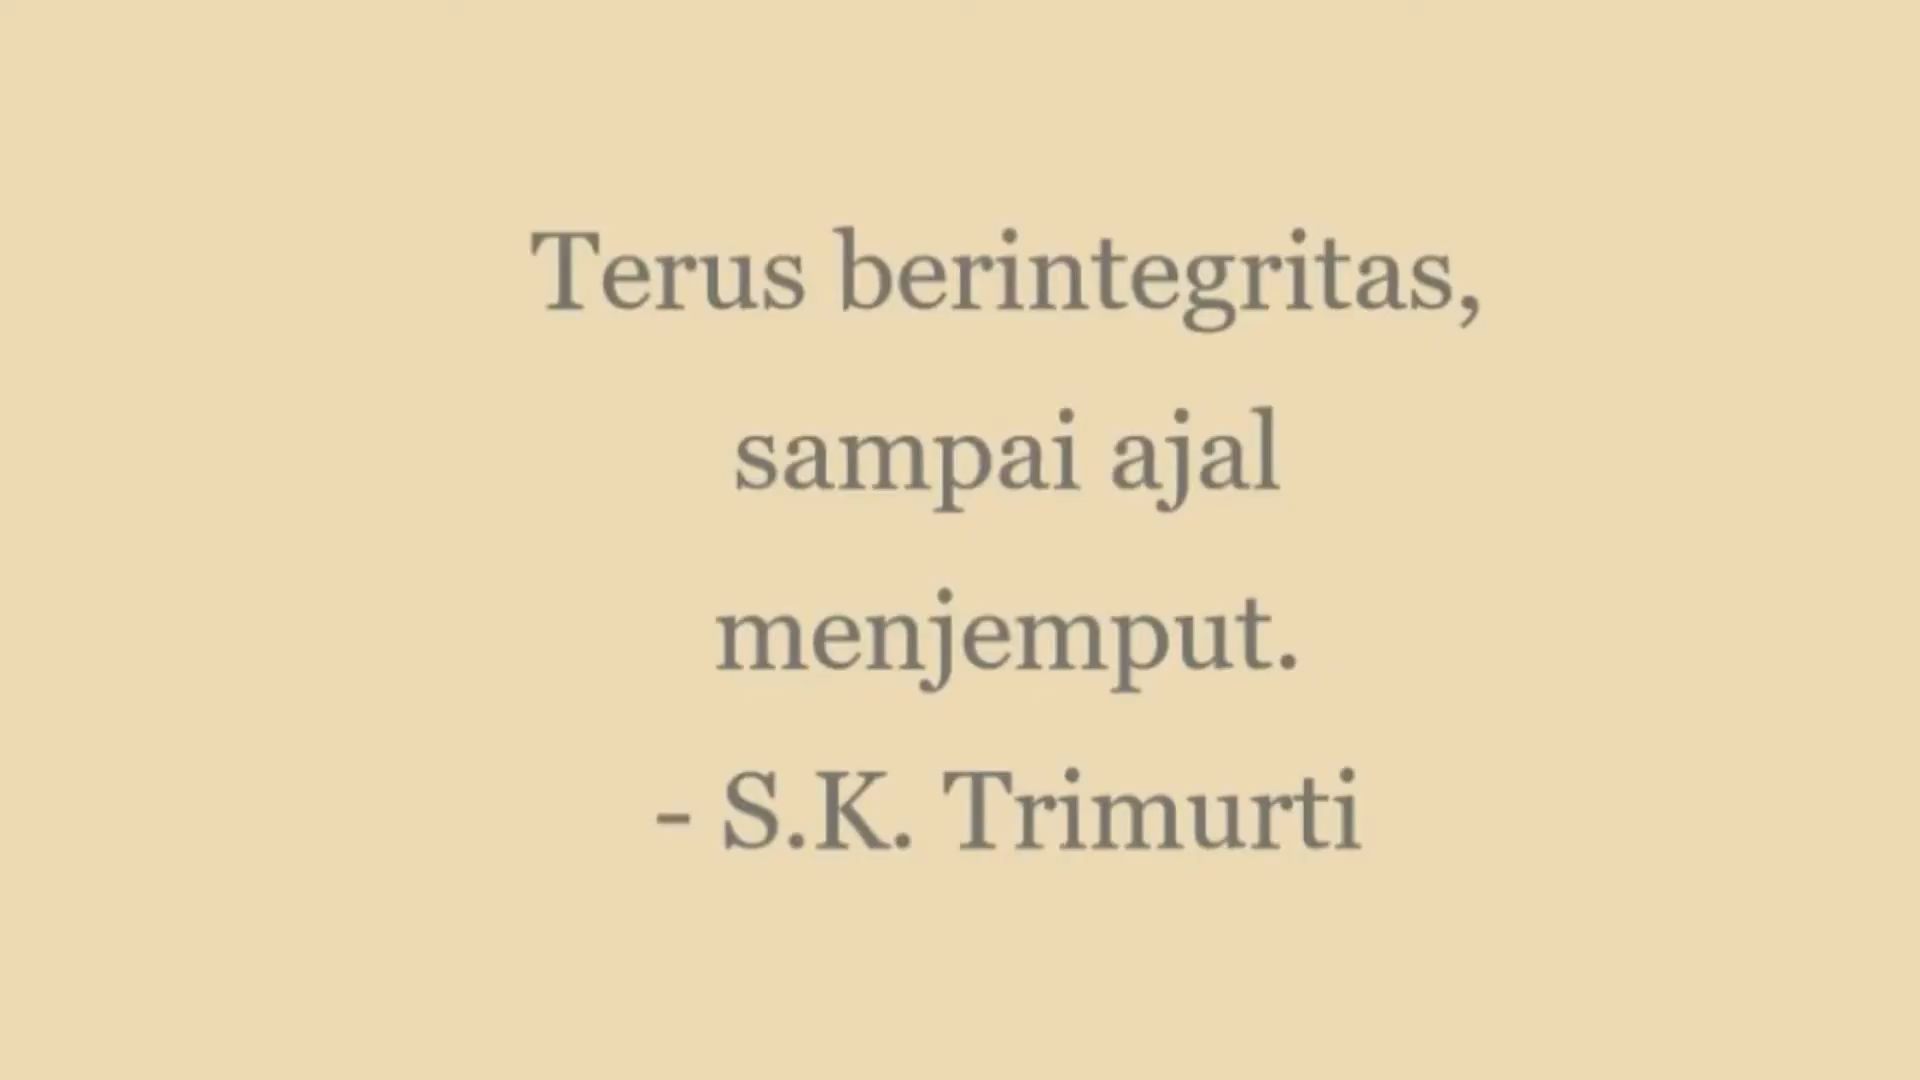 Terus berintegritas,
sampai ajal
menjemput.
- S.K. Trimurti